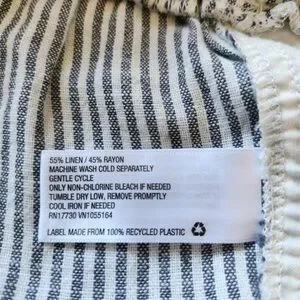 55% LINEN / 45% RAYON
MACHINE WASH COLD SEPARATELY
GENTLE CYCLE
ONLY NON-CHLORINE BLEACH IF NEEDED
TUMBLE DRY LOW, REMOVE PROMPTLY
COOL IRON IF NEEDED
RN17730 VN1055164
LABEL MADE FROM 100% RECYCLED PLASTIC